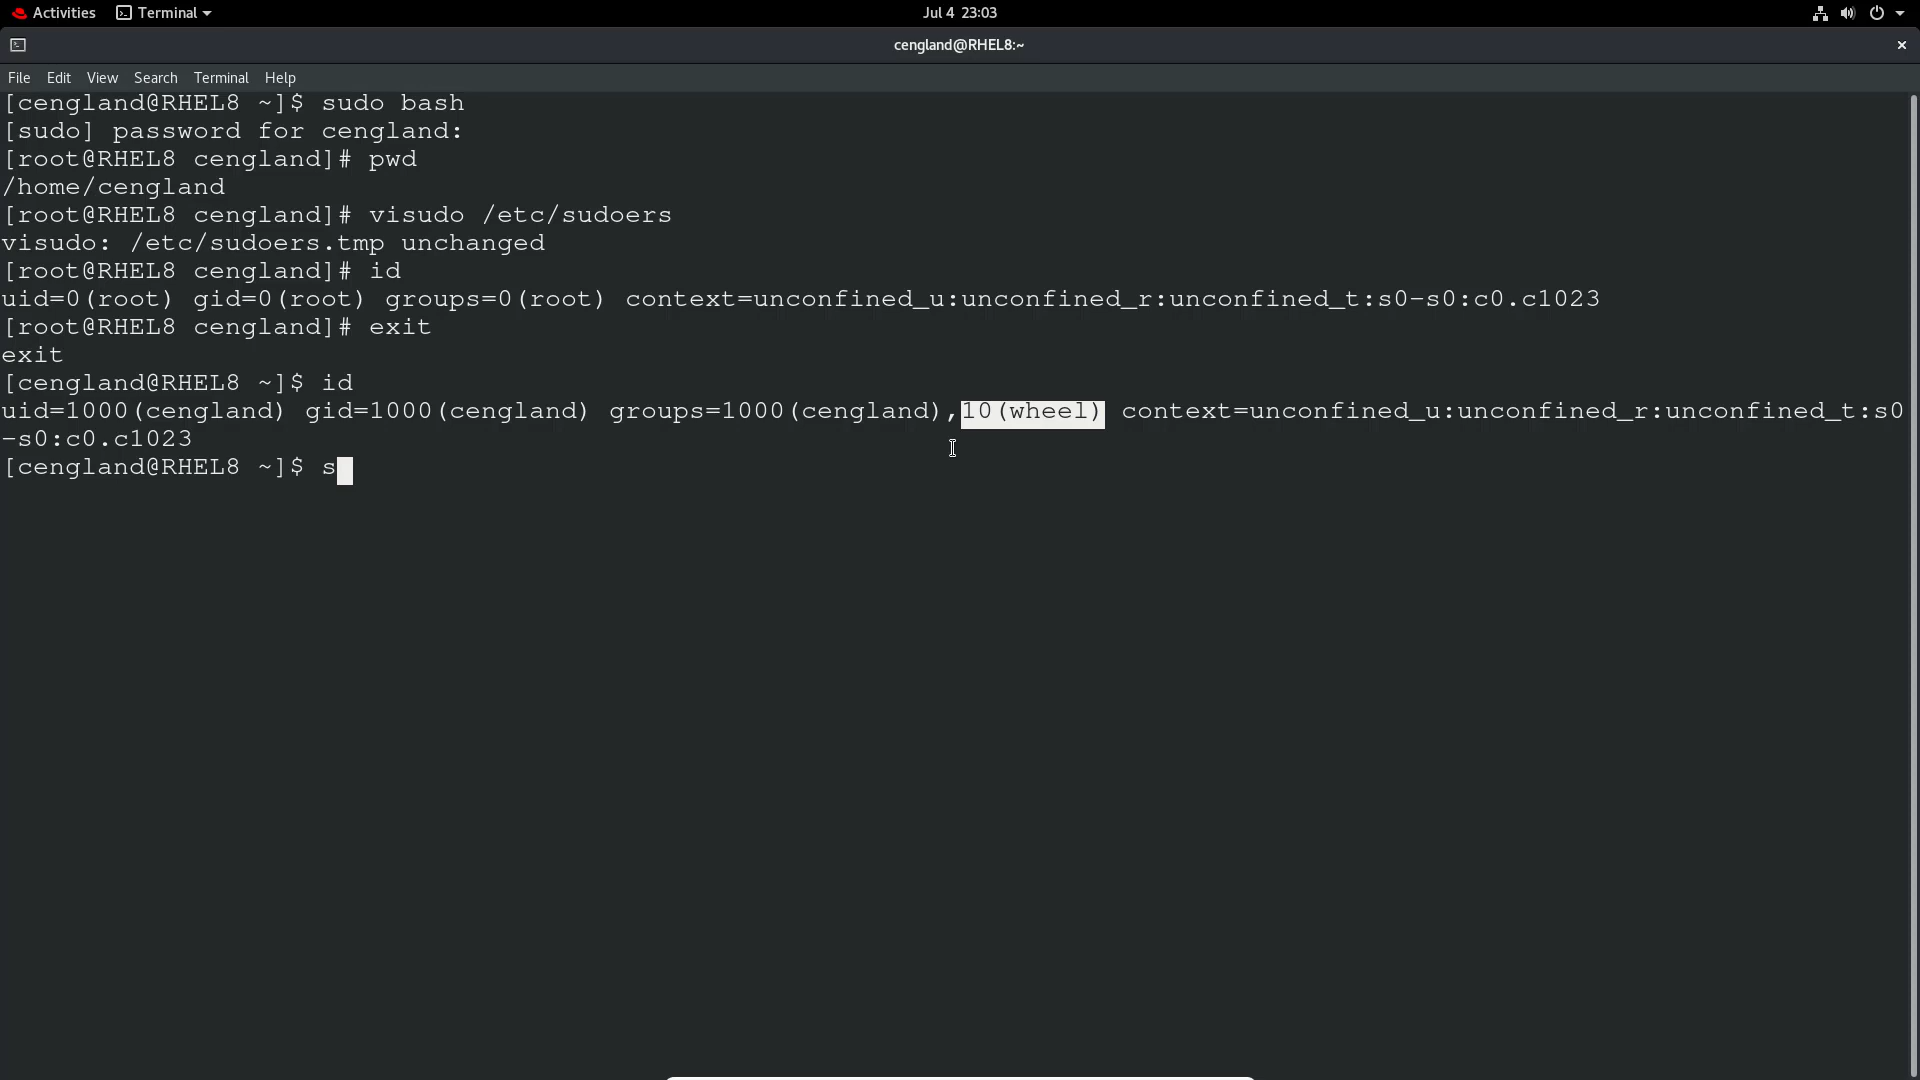 Activities Terminal Jul 4 23:03
cengland@RHEL8:~
File Edit View Search Terminal Help
[cengland@RHEL8 ~]$ sudo bash
[sudo] password for cengland:
[root@RHEL8 cengland]# pwd
/home/cengland
[root@RHEL8 cengland]# visudo /etc/sudoers
visudo: /etc/sudoers.tmp unchanged
[root@RHEL8 cengland]# id
uid=0(root) gid=0(root) groups=0(root) context=unconfined_u:unconfined_r:unconfined_t:s0-s0:c0.c1023
[root@RHEL8 cengland]# exit
exit
[cengland@RHEL8 ~]$ id
uid=1000(cengland) gid=1000(cengland) groups=1000(cengland),10(wheel) context=unconfined_u:unconfined_r:unconfined_t:s0
-s0:c0.c1023
[cengland@RHEL8 ~]$ s